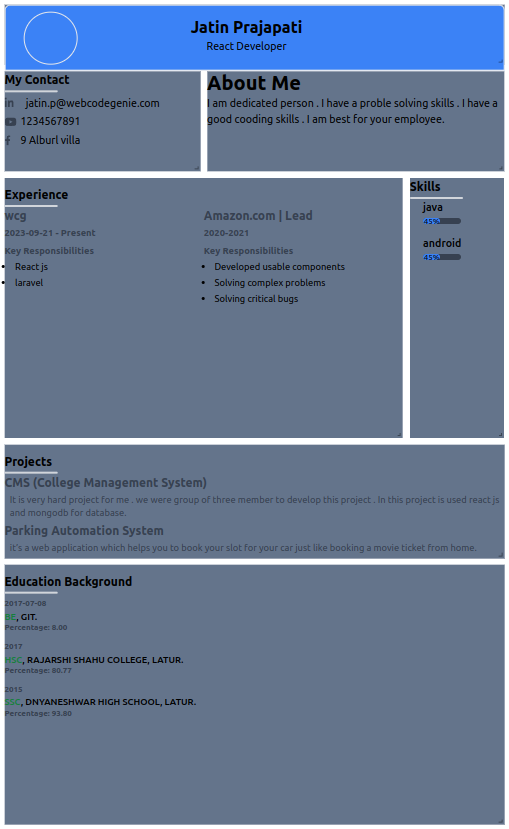 Jatin Prajapati
React Developer
My Contact
in jatin.p@webcodegenie.com
1234567891
9 Alburl villa
About Me
I am dedicated person . I have a proble solving skills . I have a
good cooding skills . I am best for your employee.
Experience
wcg
2023-09-21 - Present
Key Responsibilities
• React js
• laravel
Amazon.com | Lead
2020-2021
Key Responsibilities
• Developed usable components
• Solving complex problems
• Solving critical bugs
Skills
java
45%
android
45%
Projects
CMS (College Management System)
It is very hard project for me . we were group of three member to develop this project . In this project is used react js
and mongodb for database.
Parking Automation System
it's a web application which helps you to book your slot for your car just like booking a movie ticket from home.
Education Background
2017-07-08
BE, GIT.
Percentage: 8.00
2017
HSC, RAJARSHI SHAHU COLLEGE, LATUR.
Percentage: 80.77
2015
SSC, DNYANESHWAR HIGH SCHOOL, LATUR.
Percentage: 93.80